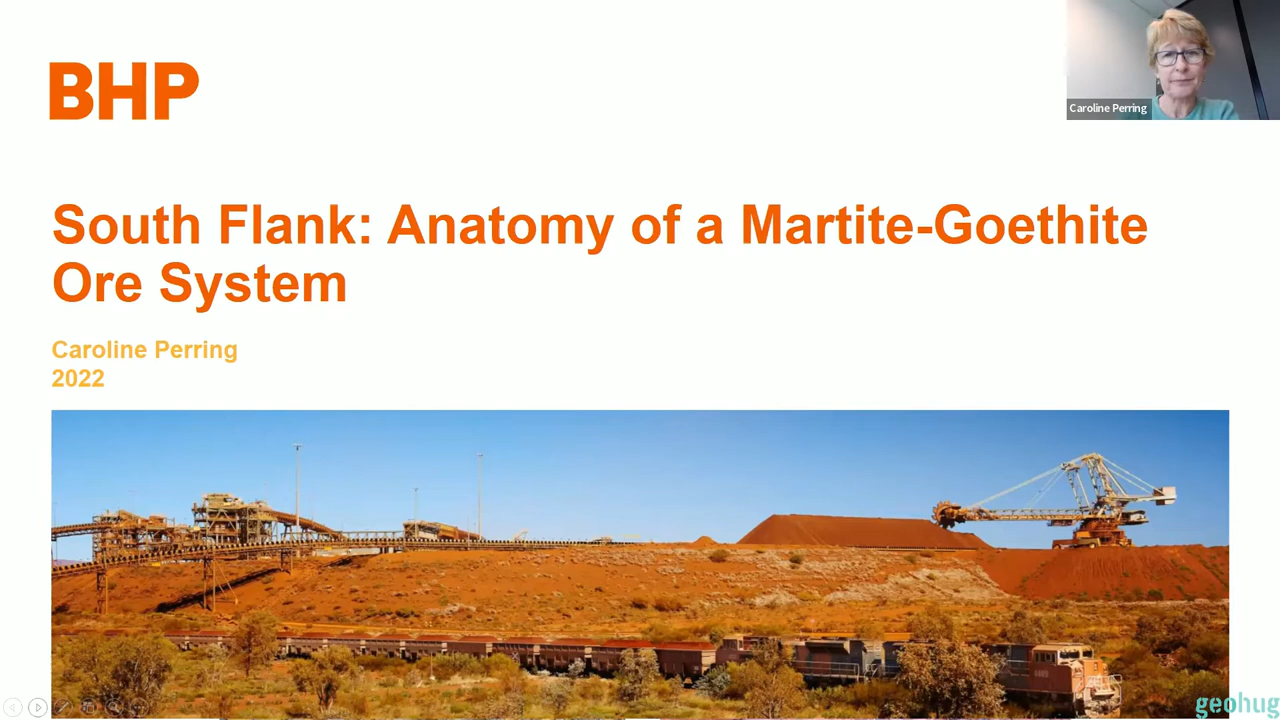 BHP
Caroline Perring
South Flank: Anatomy of a Martite-Goethite
Ore System
Caroline Perring
2022
geohug